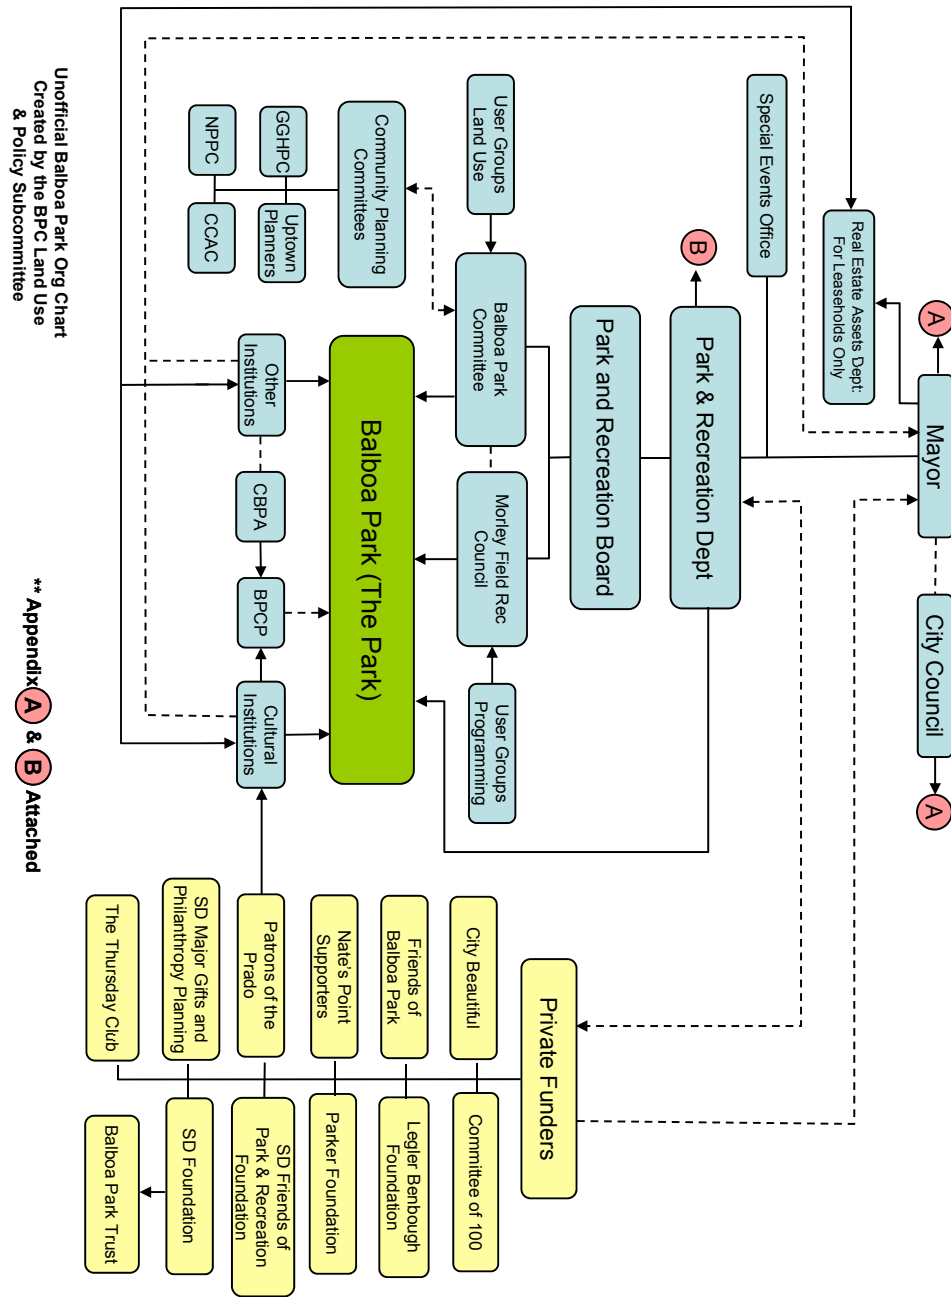 A
Mayor
City Council
A
Real Estate Assets Dept:
For Leaseholds Only
Special Events Office
B
Park & Recreation Dept
Park and Recreation Board
User Groups
Land Use
Balboa Park
Committee
Morley Field Rec
Council
User Groups
Programming
Community Planning
Committees
GGHPC
Uptown
Planners
NPPC
CCAC
Balboa Park (The Park)
Other
Institutions
CBPA
BPCP
Cultural
Institutions
Private Funders
City Beautiful
Committee of 100
Friends of
Balboa Park
Legler Benbough
Foundation
Nate's Point
Supporters
Parker Foundation
Patrons of the
Prado
SD Friends of
Park & Recreation
Foundation
SD Major Gifts and
Philanthropy Planning
SD Foundation
The Thursday Club
Balboa Park Trust
Unofficial Balboa Park Org Chart
Created by the BPC Land Use
& Policy Subcommittee
** Appendix A & B Attached